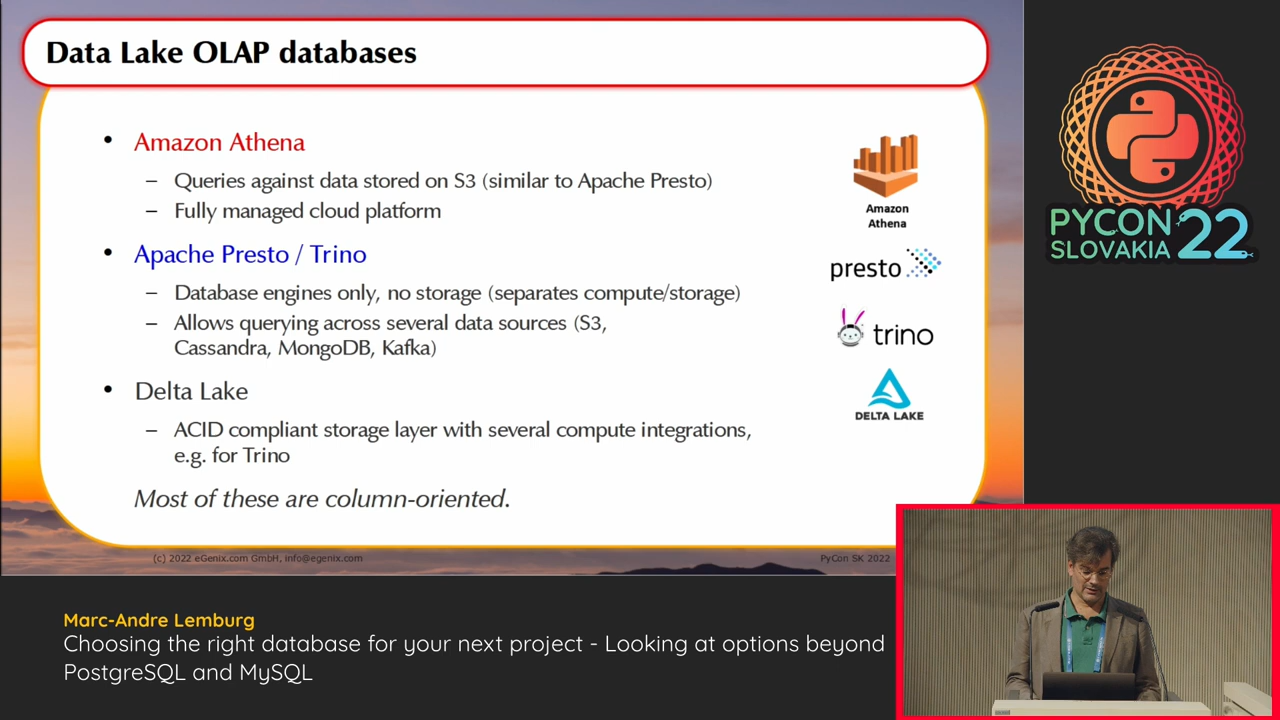 Data Lake OLAP databases
• Amazon Athena
– Queries against data stored on S3 (similar to Apache Presto)
– Fully managed cloud platform
• Apache Presto / Trino
– Database engines only, no storage (separates compute/storage)
– Allows querying across several data sources (S3,
Cassandra, MongoDB, Kafka)
• Delta Lake
– ACID compliant storage layer with several compute integrations,
e.g. for Trino
Most of these are column-oriented.
Amazon
Athena
presto
trino
DELTA LAKE
(c) 2022 eGenix.com GmbH, info@egenix.com
PyCon SK 2022
PYCON
SLOVAKIA
22
Marc-Andre Lemburg
Choosing the right database for your next project - Looking at options beyond
PostgreSQL and MySQL